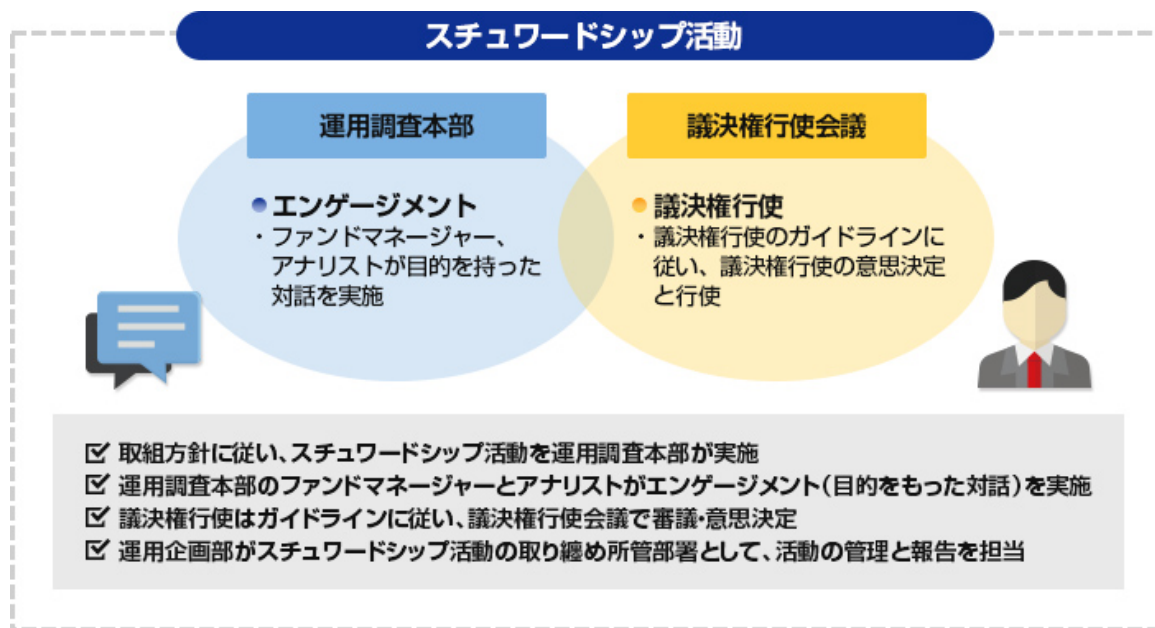 スチュワードシップ活動
運用調査本部
● エンゲージメント
・ファンドマネージャー、
アナリストが目的を持った
対話を実施
議決権行使会議
● 議決権行使
・議決権行使のガイドラインに
従い、議決権行使の意思決定
と行使
取組方針に従い、スチュワードシップ活動を運用調査本部が実施
運用調査本部のファンドマネージャーとアナリストがエンゲージメント(目的をもった対話)を実施
議決権行使はガイドラインに従い、議決権行使会議で審議・意思決定
運用企画部がスチュワードシップ活動の取り纏め所管部署として、活動の管理と報告を担当